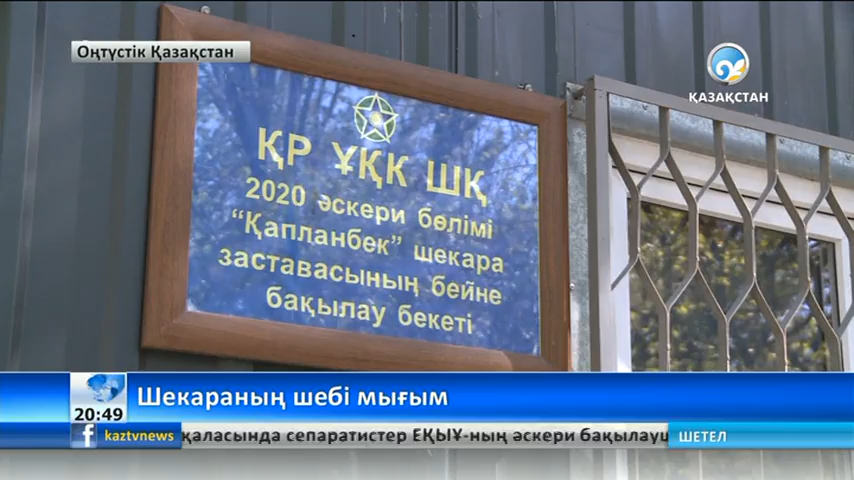 Оңтүстік Қазақстан
ҚАЗАҚСТАН
ҚР ҰҚК ШҚ
2020 әскери бөлімі
“Қапланбек” шекара
заставасының бейне
бақылау бекеті
Шекараның шебі мығым
20:49
kaztvnews
қаласында сепаратистер ЕҚЫҰ-ның әскери бақылауш
ШЕТЕЛ